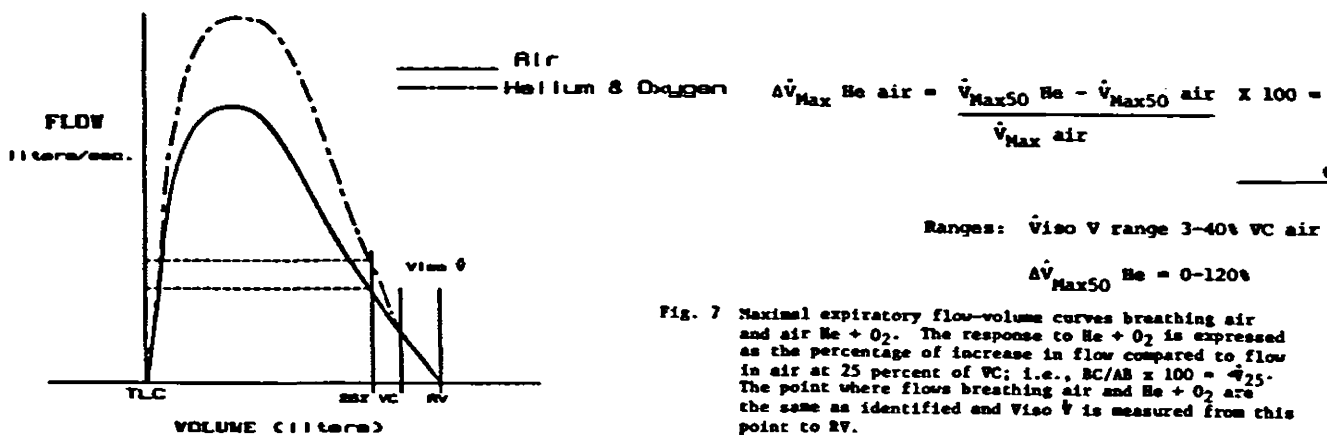 Air
Helium & Oxygen
FLOW
liters/sec.
Viso V̇
TLC
25% VC
RV
VOLUME (liters)
ΔV̇Max He air = V̇Max50 He - V̇Max50 air X 100 =
V̇Max air
Ranges: V̇iso V range 3-40% VC air
ΔV̇Max50 He = 0-120%
Fig. 7 Maximal expiratory flow-volume curves breathing air
and air He + O2. The response to He + O2 is expressed
as the percentage of increase in flow compared to flow
in air at 25 percent of VC; i.e., BC/AB x 100 = V̇25.
The point where flows breathing air and He + O2 are
the same as identified and Viso V̇ is measured from this
point to RV.